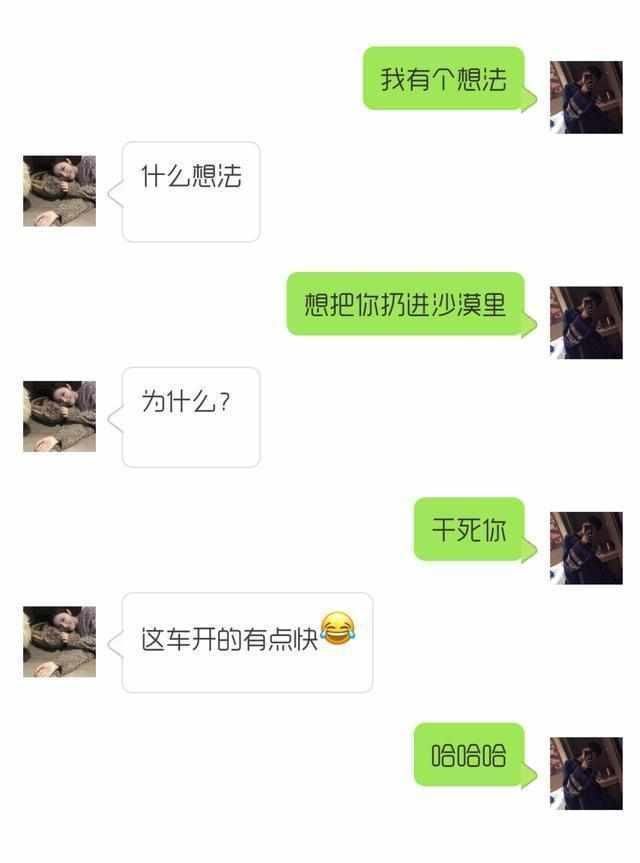 我有个想法
什么想法
想把你扔进沙漠里
为什么?
干死你
这车开的有点快😂
哈哈哈